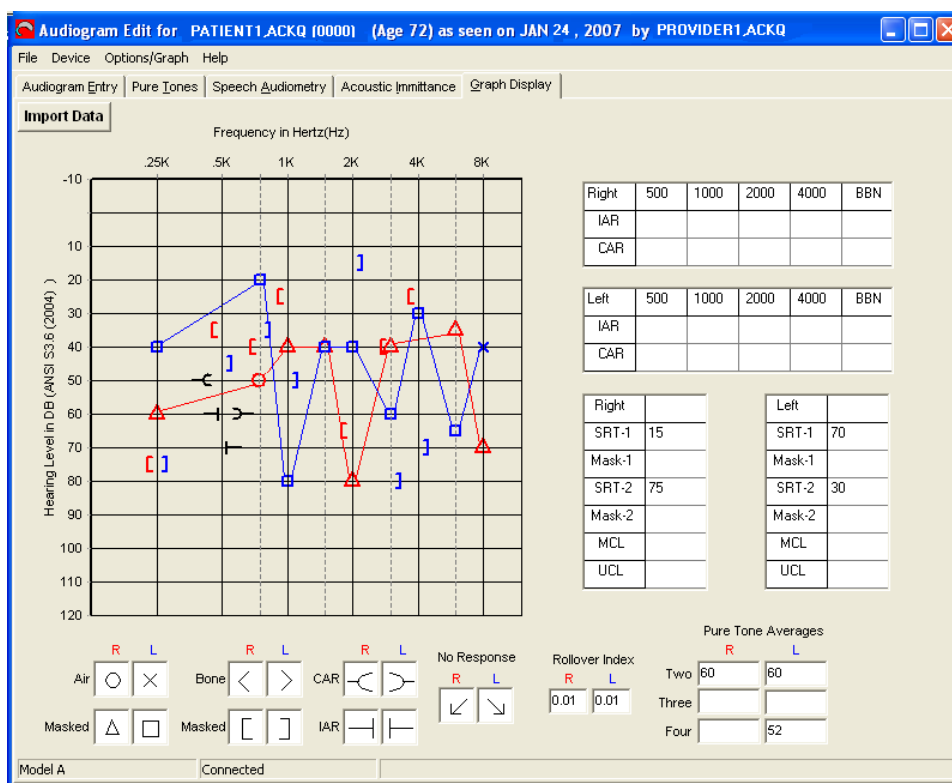 Audiogram Edit for PATIENT1,ACKQ (0000) (Age 72) as seen on JAN 24 , 2007 by PROVIDER1,ACKQ
File Device Options/Graph Help
Audiogram Entry Pure Tones Speech Audiometry Acoustic Immittance Graph Display
Import Data
Frequency in Hertz(Hz)
.25K .5K 1K 2K 4K 8K
Hearing Level in DB (ANSI S3.6 (2004) )
-10
10
20
30
40
50
60
70
80
90
100
110
120
Right 500 1000 2000 4000 BBN
IAR
CAR
Left 500 1000 2000 4000 BBN
IAR
CAR
Right
SRT-1 15
Mask-1
SRT-2 75
Mask-2
MCL
UCL
Left
SRT-1 70
Mask-1
SRT-2 30
Mask-2
MCL
UCL
R L
Air
Masked
R L
Bone
Masked
R L
CAR
IAR
No Response
R L
Rollover Index
R L
0.01 0.01
Pure Tone Averages
R L
Two 60 60
Three
Four 52
Model A Connected